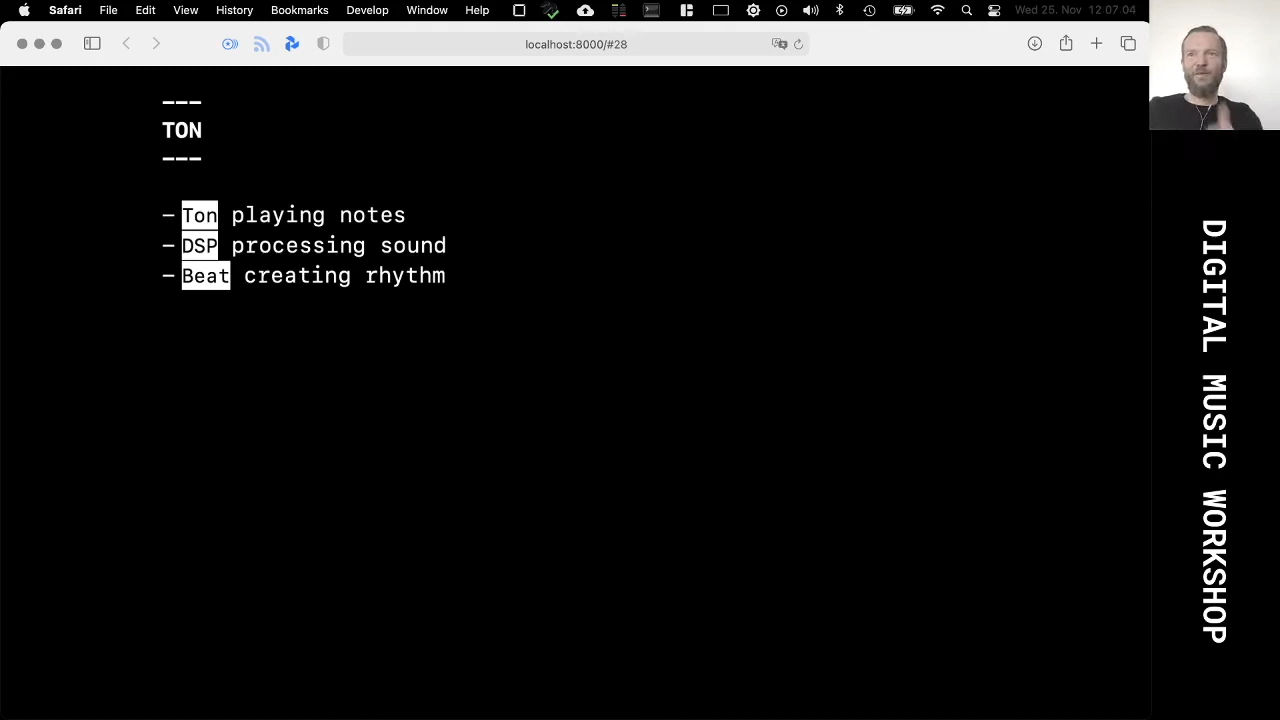 Safari File Edit View History Bookmarks Develop Window Help Wed 25. Nov 12.07.04
localhost:8000/#28
---
TON
---
– Ton playing notes
– DSP processing sound
– Beat creating rhythm
DIGITAL MUSIC WORKSHOP